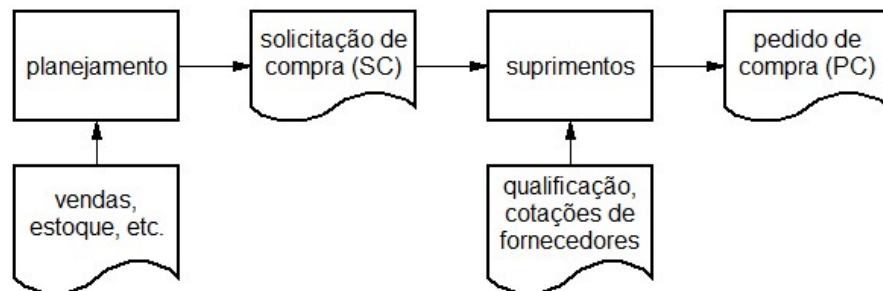 planejamento
solicitação de
compra (SC)
suprimentos
pedido de
compra (PC)
vendas,
estoque, etc.
qualificação,
cotações de
fornecedores